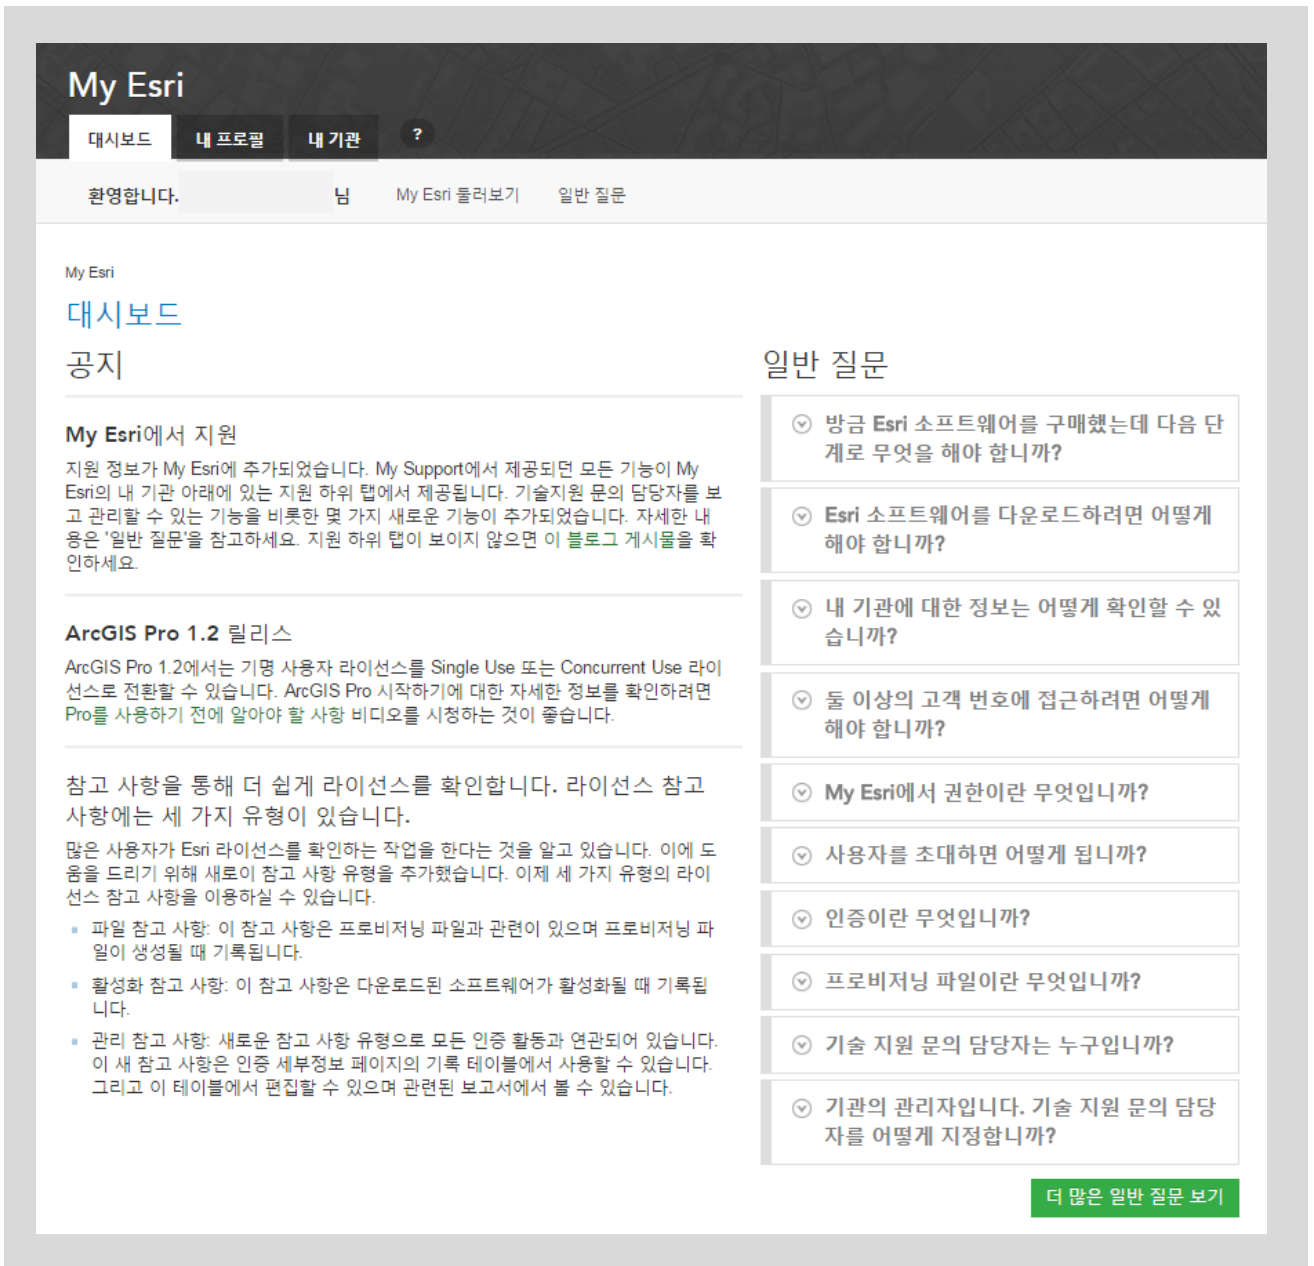 My Esri
대시보드 내 프로필 내 기관 ?
환영합니다. 님 My Esri 둘러보기 일반 질문
My Esri
대시보드
공지
My Esri에서 지원
지원 정보가 My Esri에 추가되었습니다. My Support에서 제공되던 모든 기능이 My
Esri의 내 기관 아래에 있는 지원 하위 탭에서 제공됩니다. 기술지원 문의 담당자를 보
고 관리할 수 있는 기능을 비롯한 몇 가지 새로운 기능이 추가되었습니다. 자세한 내
용은 '일반 질문'을 참고하세요. 지원 하위 탭이 보이지 않으면 이 블로그 게시물을 확
인하세요.
ArcGIS Pro 1.2 릴리스
ArcGIS Pro 1.2에서는 기명 사용자 라이선스를 Single Use 또는 Concurrent Use 라이
선스로 전환할 수 있습니다. ArcGIS Pro 시작하기에 대한 자세한 정보를 확인하려면
Pro를 사용하기 전에 알아야 할 사항 비디오를 시청하는 것이 좋습니다.
참고 사항을 통해 더 쉽게 라이선스를 확인합니다. 라이선스 참고
사항에는 세 가지 유형이 있습니다.
많은 사용자가 Esri 라이선스를 확인하는 작업을 한다는 것을 알고 있습니다. 이에 도
움을 드리기 위해 새로이 참고 사항 유형을 추가했습니다. 이제 세 가지 유형의 라이
선스 참고 사항을 이용하실 수 있습니다.
파일 참고 사항: 이 참고 사항은 프로비저닝 파일과 관련이 있으며 프로비저닝 파
일이 생성될 때 기록됩니다.
활성화 참고 사항: 이 참고 사항은 다운로드된 소프트웨어가 활성화될 때 기록됩
니다.
관리 참고 사항: 새로운 참고 사항 유형으로 모든 인증 활동과 연관되어 있습니다.
이 새 참고 사항은 인증 세부정보 페이지의 기록 테이블에서 사용할 수 있습니다.
그리고 이 테이블에서 편집할 수 있으며 관련된 보고서에서 볼 수 있습니다.
일반 질문
방금 Esri 소프트웨어를 구매했는데 다음 단
계로 무엇을 해야 합니까?
Esri 소프트웨어를 다운로드하려면 어떻게
해야 합니까?
내 기관에 대한 정보는 어떻게 확인할 수 있
습니까?
둘 이상의 고객 번호에 접근하려면 어떻게
해야 합니까?
My Esri에서 권한이란 무엇입니까?
사용자를 초대하면 어떻게 됩니까?
인증이란 무엇입니까?
프로비저닝 파일이란 무엇입니까?
기술 지원 문의 담당자는 누구입니까?
기관의 관리자입니다. 기술 지원 문의 담당
자를 어떻게 지정합니까?
더 많은 일반 질문 보기